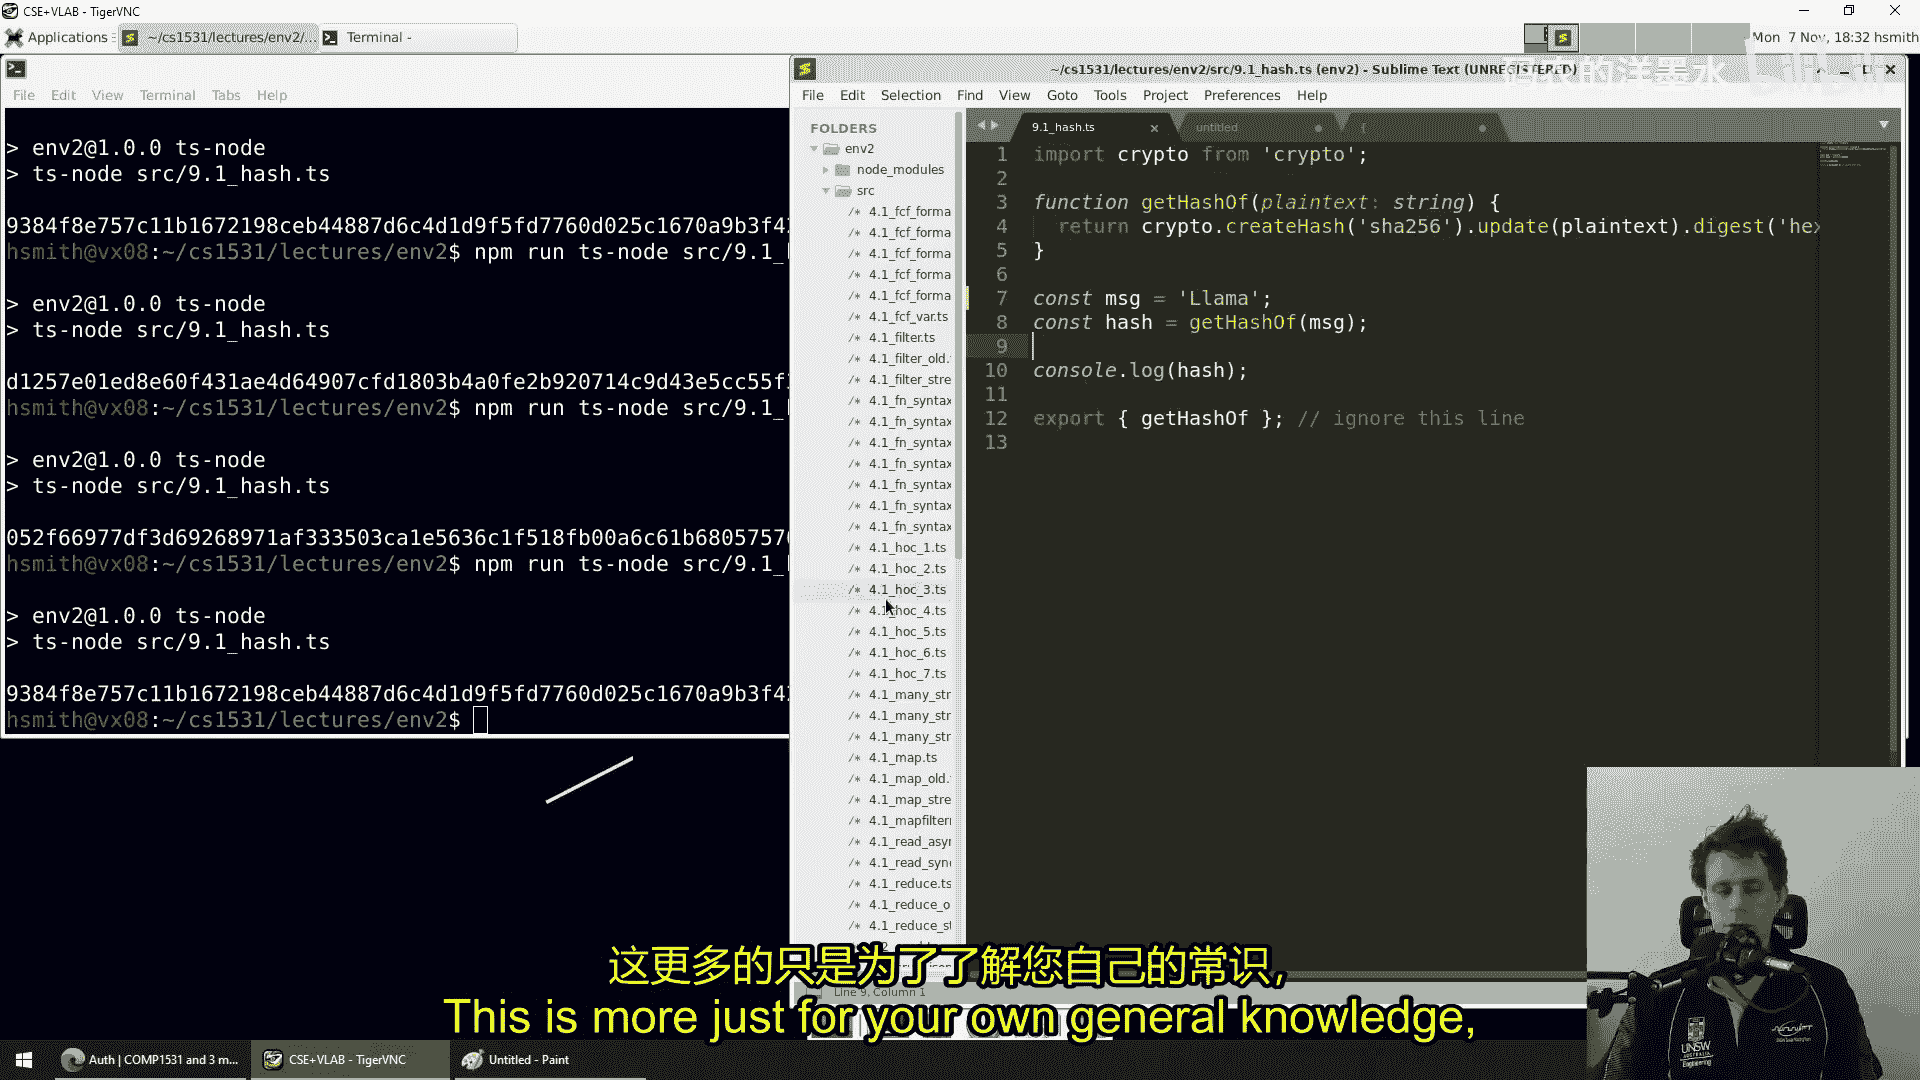 CSE+VLAB - TigerVNC
Applications
~/cs1531/lectures/env2/...
Terminal -
Mon 7 Nov, 18:32 hsmith
File Edit View Terminal Tabs Help
> env2@1.0.0 ts-node
> ts-node src/9.1_hash.ts
9384f8e757c11b1672198ceb44887d6c4d1d9f5fd7760d025c1670a9b3f4
hsmith@vx08:~/cs1531/lectures/env2$ npm run ts-node src/9.1_
> env2@1.0.0 ts-node
> ts-node src/9.1_hash.ts
d1257e01ed8e60f431ae4d64907cfd1803b4a0fe2b920714c9d43e5cc55f
hsmith@vx08:~/cs1531/lectures/env2$ npm run ts-node src/9.1_
> env2@1.0.0 ts-node
> ts-node src/9.1_hash.ts
052f66977df3d69268971af333503ca1e5636c1f518fb00a6c61b6805757
hsmith@vx08:~/cs1531/lectures/env2$ npm run ts-node src/9.1_
> env2@1.0.0 ts-node
> ts-node src/9.1_hash.ts
9384f8e757c11b1672198ceb44887d6c4d1d9f5fd7760d025c1670a9b3f4
hsmith@vx08:~/cs1531/lectures/env2$
~/cs1531/lectures/env2/src/9.1_hash.ts (env2) - Sublime Text (UNREGISTERED)
的洋墨水
File Edit Selection Find View Goto Tools Project Preferences Help
FOLDERS
env2
node_modules
src
/* 4.1_fcf_forma
/* 4.1_fcf_forma
/* 4.1_fcf_forma
/* 4.1_fcf_forma
/* 4.1_fcf_forma
/* 4.1_fcf_var.ts
/* 4.1_filter.ts
/* 4.1_filter_old.
/* 4.1_filter_stre
/* 4.1_fn_syntax
/* 4.1_fn_syntax
/* 4.1_fn_syntax
/* 4.1_fn_syntax
/* 4.1_fn_syntax
/* 4.1_fn_syntax
/* 4.1_fn_syntax
/* 4.1_hoc_1.ts
/* 4.1_hoc_2.ts
/* 4.1_hoc_3.ts
/* 4.1_hoc_4.ts
/* 4.1_hoc_5.ts
/* 4.1_hoc_6.ts
/* 4.1_hoc_7.ts
/* 4.1_many_str
/* 4.1_many_str
/* 4.1_many_str
/* 4.1_map.ts
/* 4.1_map_old.
/* 4.1_map_stre
/* 4.1_mapfilter
/* 4.1_read_asy
/* 4.1_read_syn
/* 4.1_reduce.ts
/* 4.1_reduce_o
/* 4.1_reduce_st
9.1_hash.ts
untitled
{
1 import crypto from 'crypto';
2
3 function getHashOf(plaintext: string) {
4 return crypto.createHash('sha256').update(plaintext).digest('hex
5 }
6
7 const msg = 'Llama';
8 const hash = getHashOf(msg);
9
10 console.log(hash);
11
12 export { getHashOf }; // ignore this line
13
Line 9, Column 1
这更多的只是为了了解您自己的常识,
This is more just for your own general knowledge,
UNSW
AUSTRALIA
Engineering
Auth | COMP1531 and 3 m...
CSE+VLAB - TigerVNC
Untitled - Paint